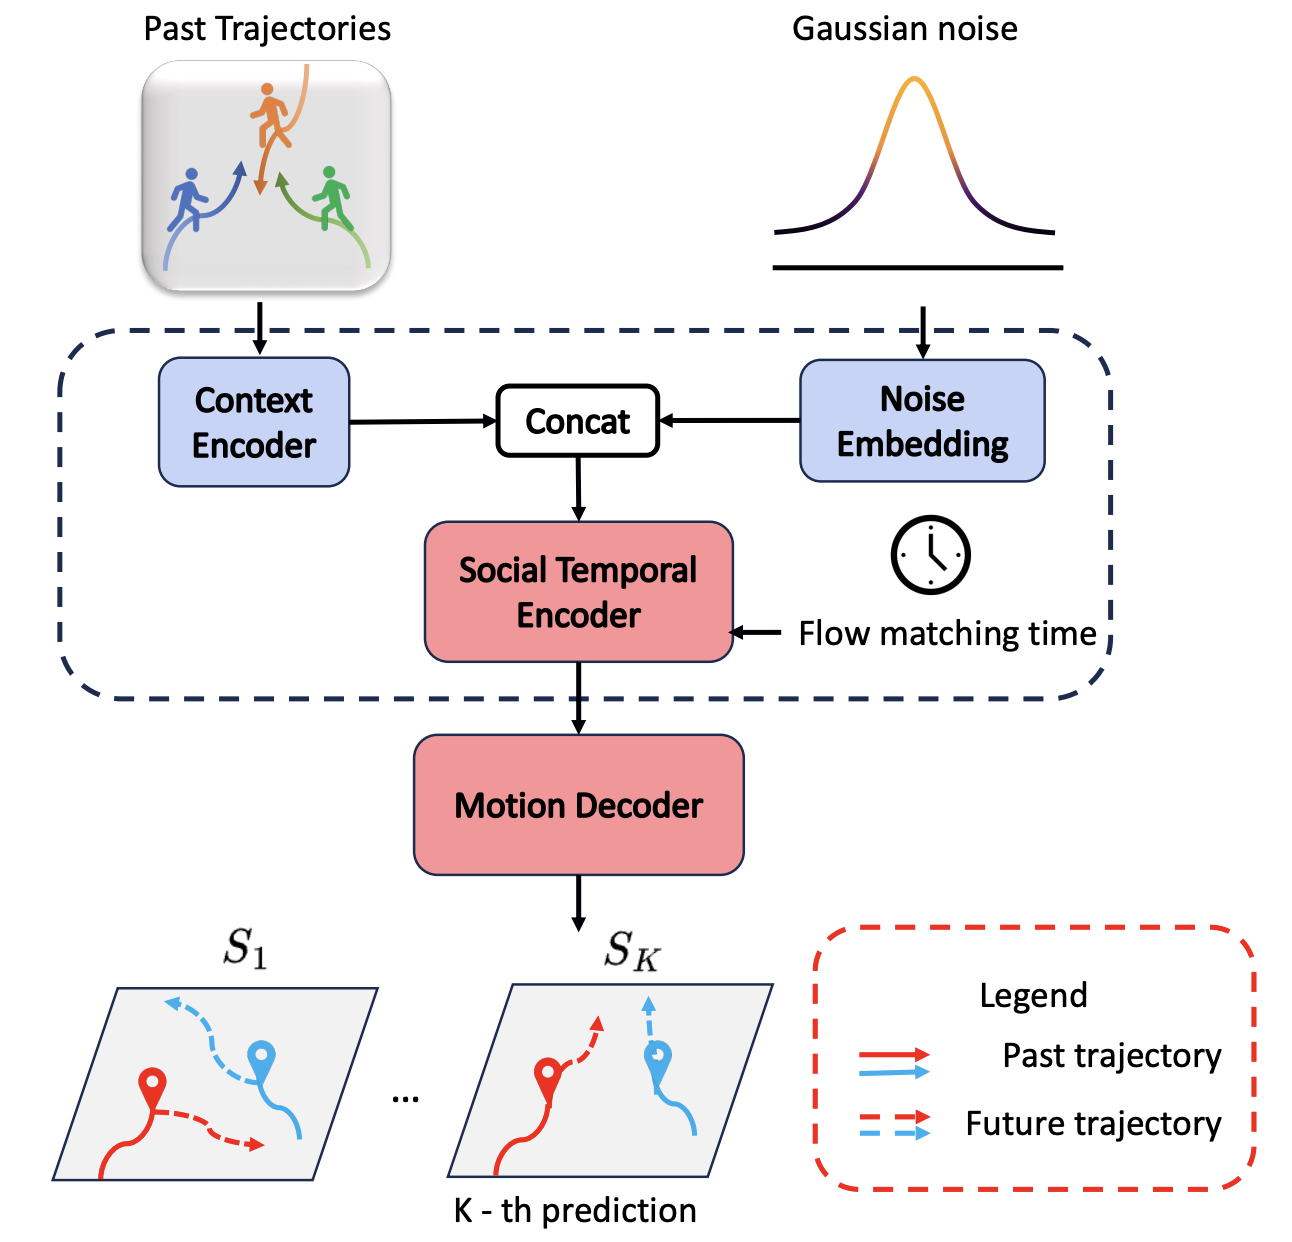 Past Trajectories
Gaussian noise
Context
Encoder
Concat
Noise
Embedding
Social Temporal
Encoder
Flow matching time
Motion Decoder
S₁
...
S_K
K - th prediction
Legend
Past trajectory
Future trajectory